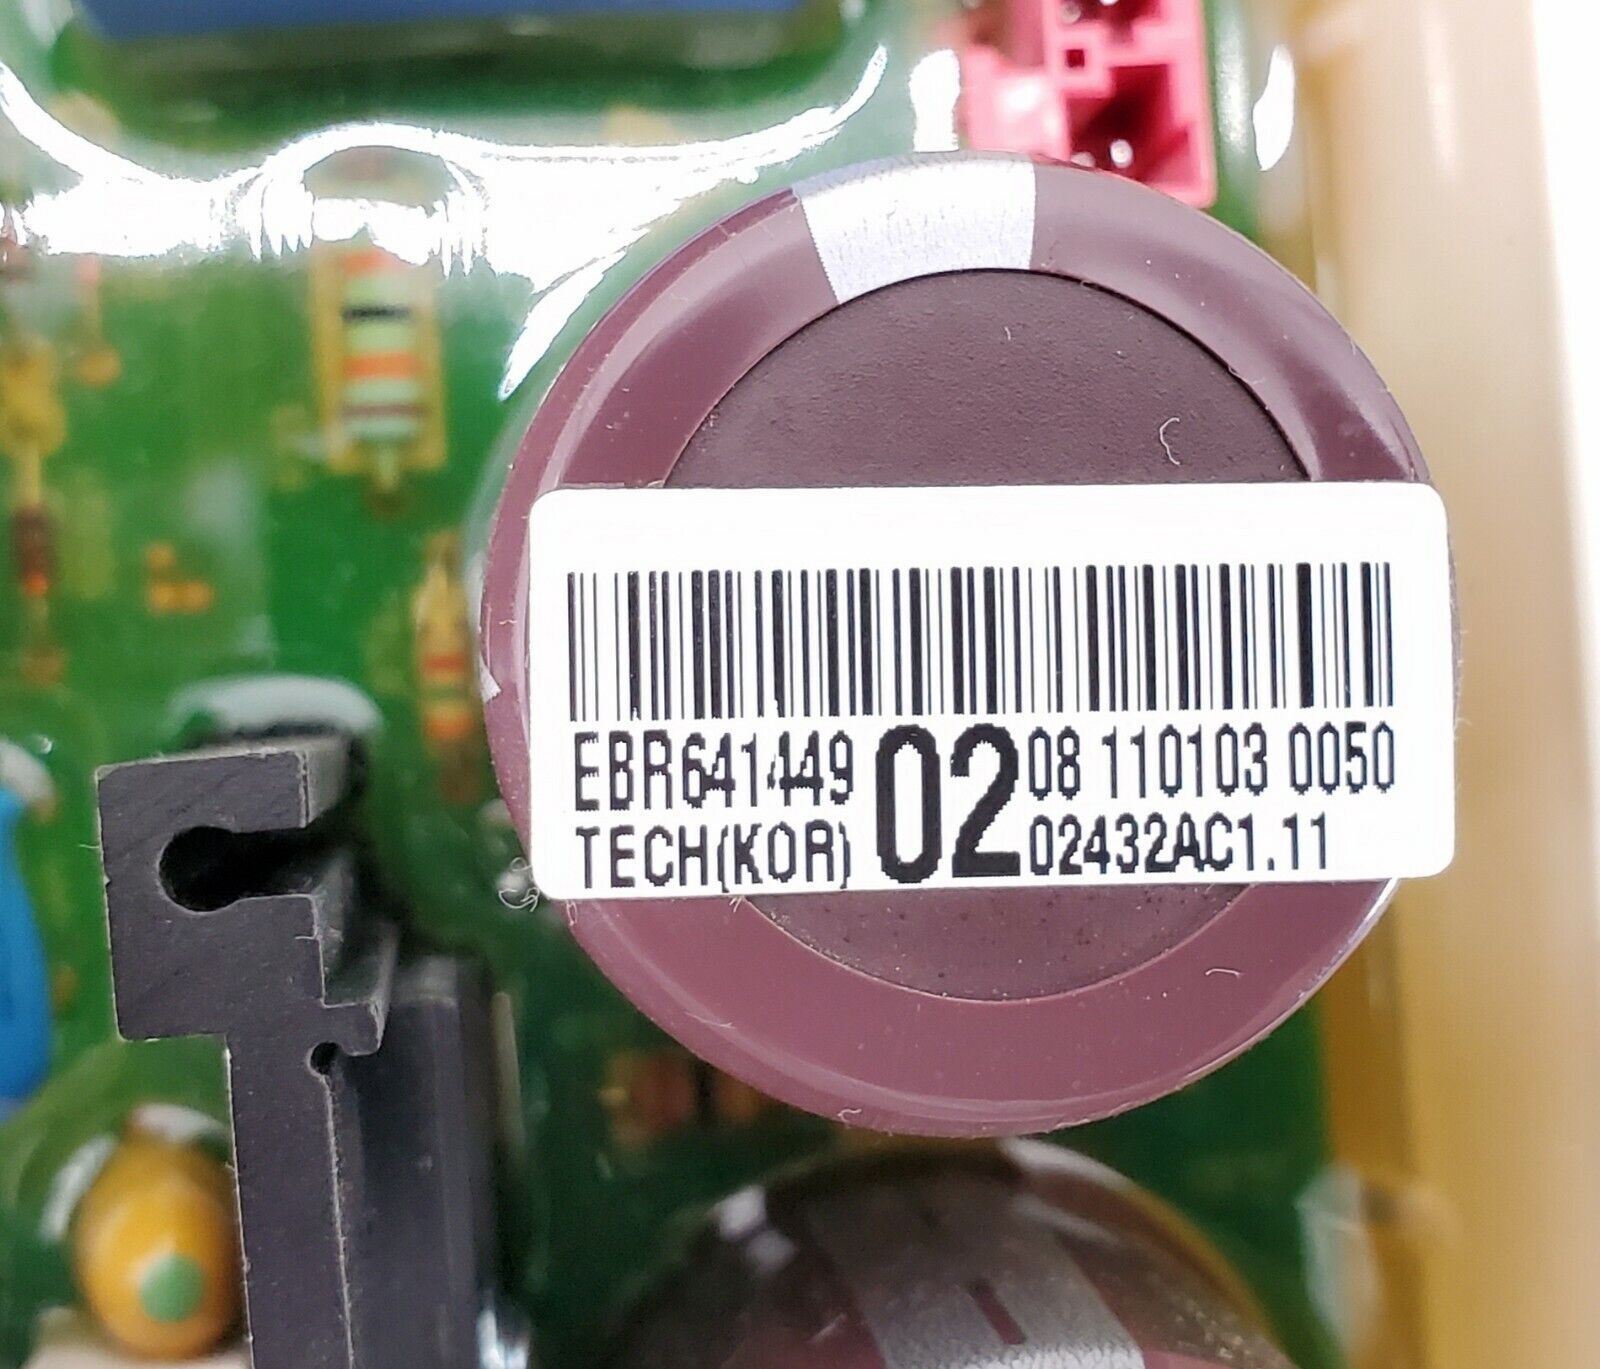 EBR641449 02 08 110103 0050
TECH(KOR) 02432AC1.11